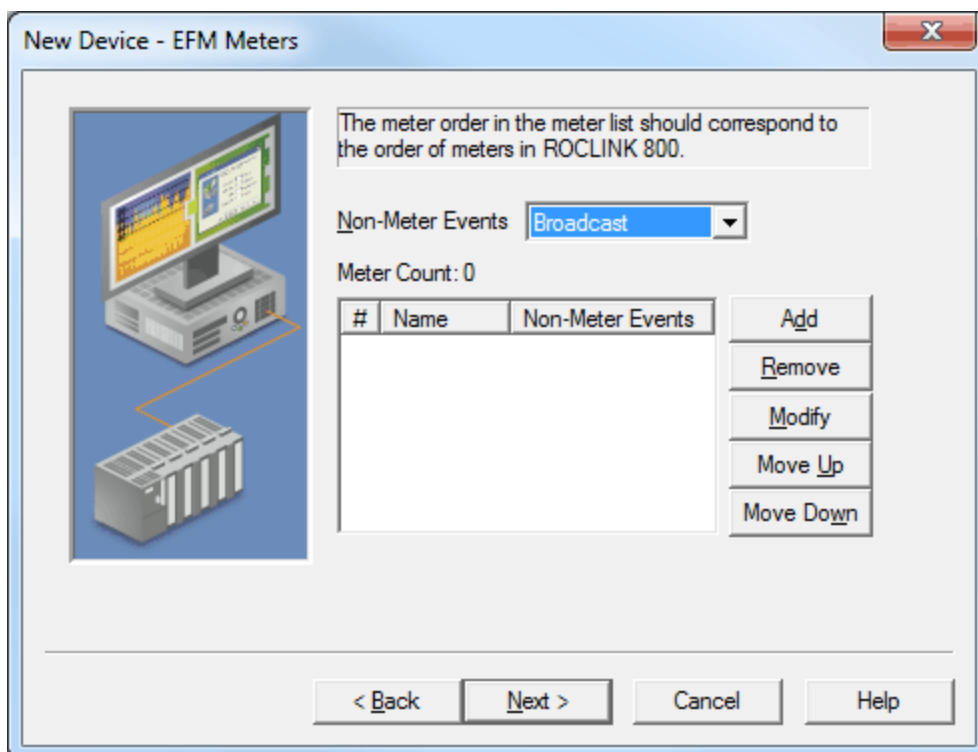 New Device - EFM Meters
The meter order in the meter list should correspond to
the order of meters in ROCLINK 800.
Non-Meter Events Broadcast
Meter Count: 0
# Name Non-Meter Events
Add
Remove
Modify
Move Up
Move Down
< Back Next > Cancel Help